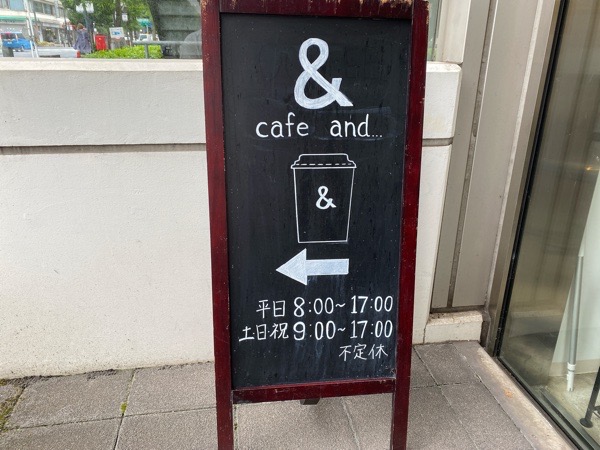 &
cafe and...
&
平日 8:00~17:00
土・日・祝 9:00~17:00
不定休